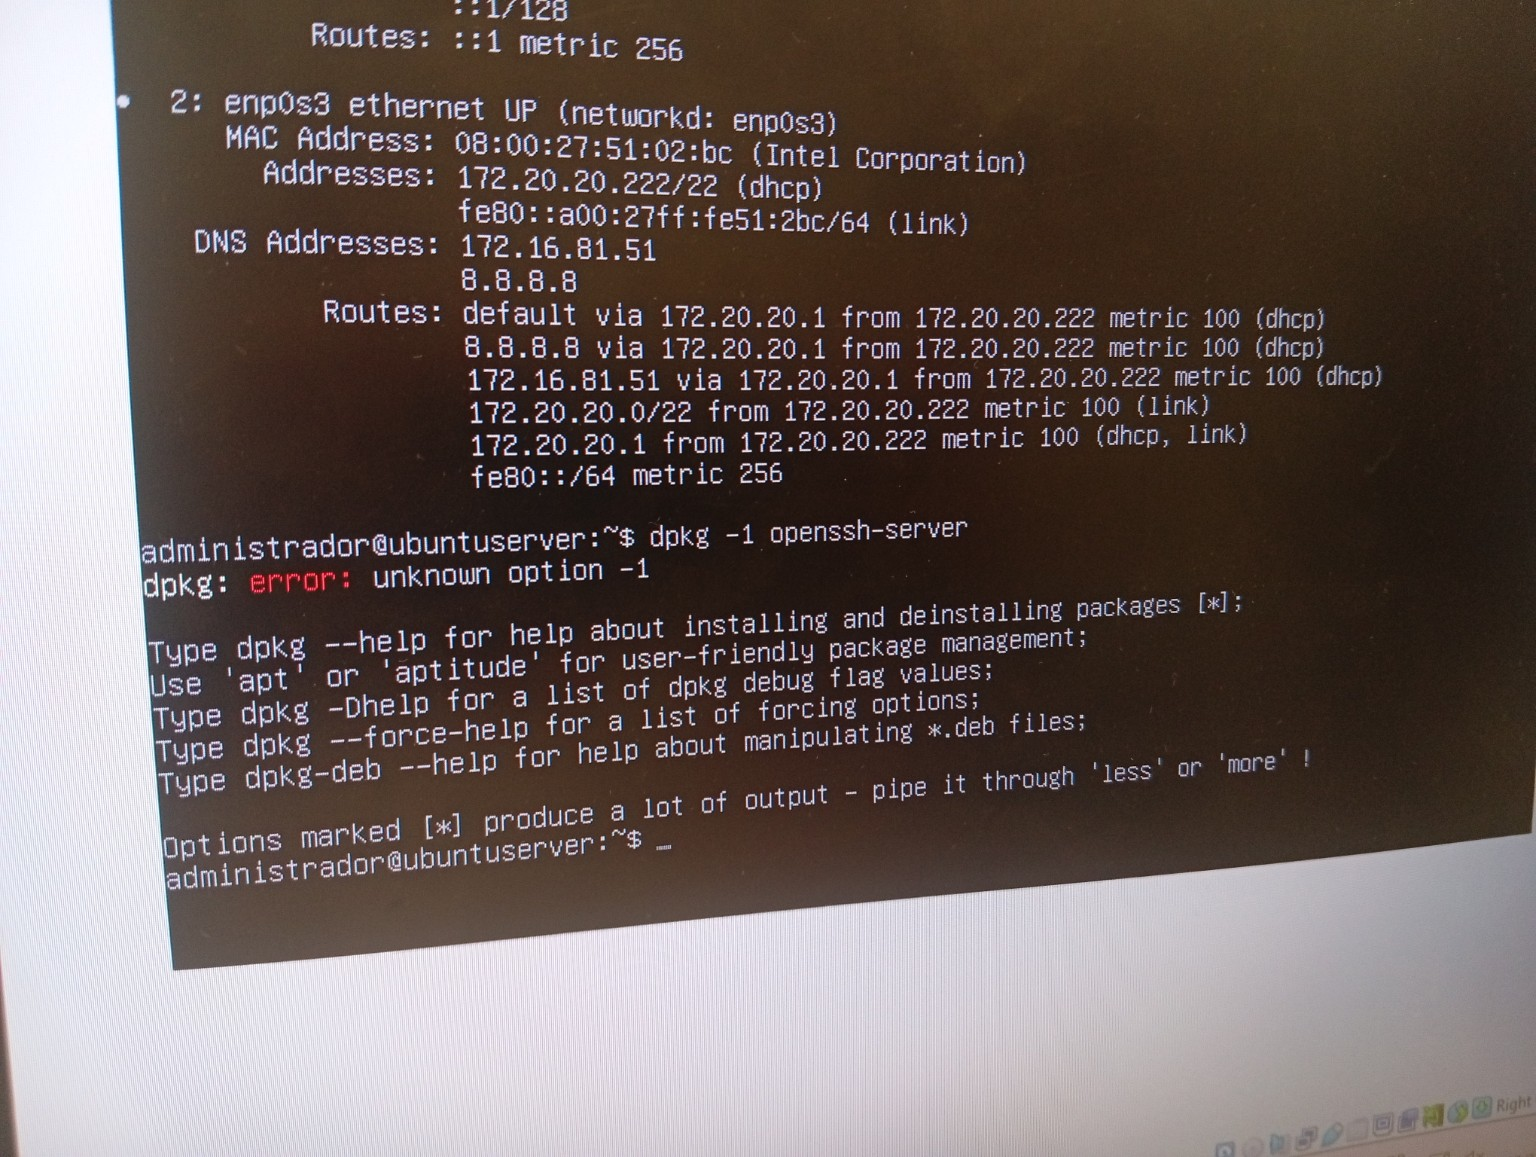 ::1/128
Routes: ::1 metric 256
● 2: enp0s3 ethernet UP (networkd: enp0s3)
MAC Address: 08:00:27:51:02:bc (Intel Corporation)
Addresses: 172.20.20.222/22 (dhcp)
fe80::a00:27ff:fe51:2bc/64 (link)
DNS Addresses: 172.16.81.51
8.8.8.8
Routes: default via 172.20.20.1 from 172.20.20.222 metric 100 (dhcp)
8.8.8.8 via 172.20.20.1 from 172.20.20.222 metric 100 (dhcp)
172.16.81.51 via 172.20.20.1 from 172.20.20.222 metric 100 (dhcp)
172.20.20.0/22 from 172.20.20.222 metric 100 (link)
172.20.20.1 from 172.20.20.222 metric 100 (dhcp, link)
fe80::/64 metric 256
administrador@ubuntuserver:~$ dpkg -1 openssh-server
dpkg: error: unknown option -1
Type dpkg --help for help about installing and deinstalling packages [*];
Use 'apt' or 'aptitude' for user-friendly package management;
Type dpkg -Dhelp for a list of dpkg debug flag values;
Type dpkg --force-help for a list of forcing options;
Type dpkg-deb --help for help about manipulating *.deb files;
Options marked [*] produce a lot of output - pipe it through 'less' or 'more' !
administrador@ubuntuserver:~$ _
Right